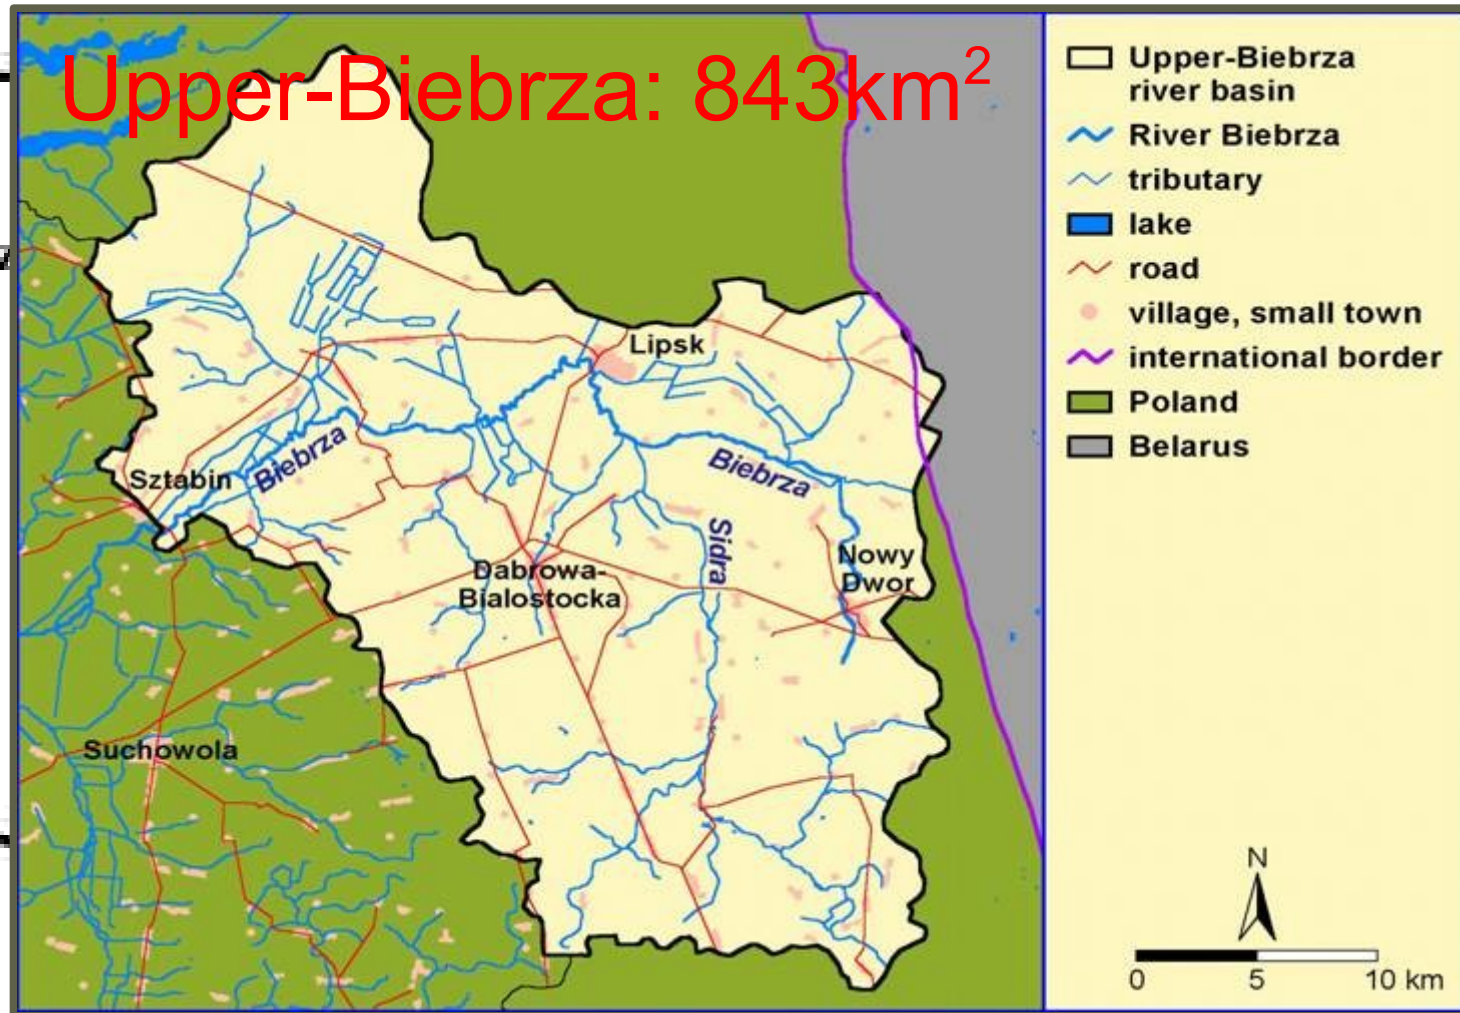 Upper-Biebrza: 843km²
Lipsk
Sztabin
Biebrza
Biebrza
Sidra
Nowy
Dwor
Dabrowa-
Bialostocka
Suchowola
Upper-Biebrza
river basin
River Biebrza
tributary
lake
road
village, small town
international border
Poland
Belarus
N
0 5 10 km